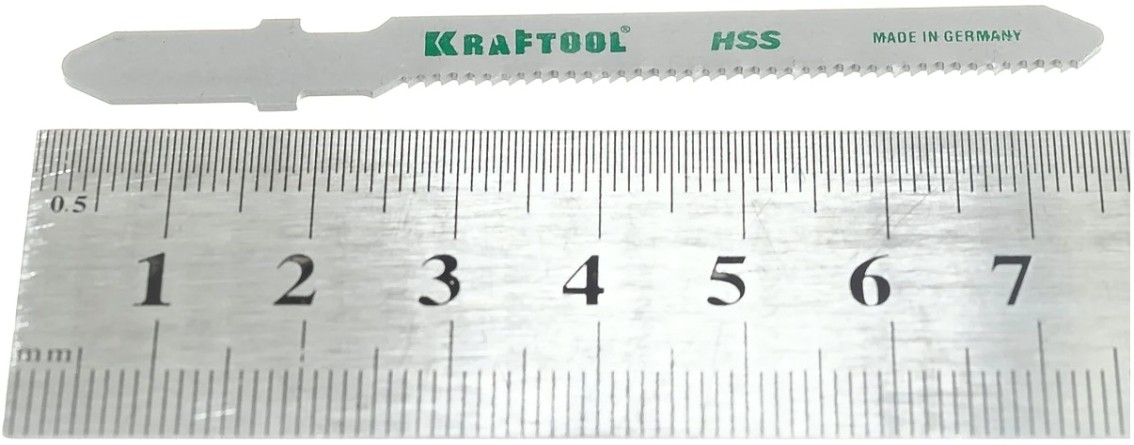 KRAFTOOL® HSS MADE IN GERMANY
0.5
1 2 3 4 5 6 7
mm